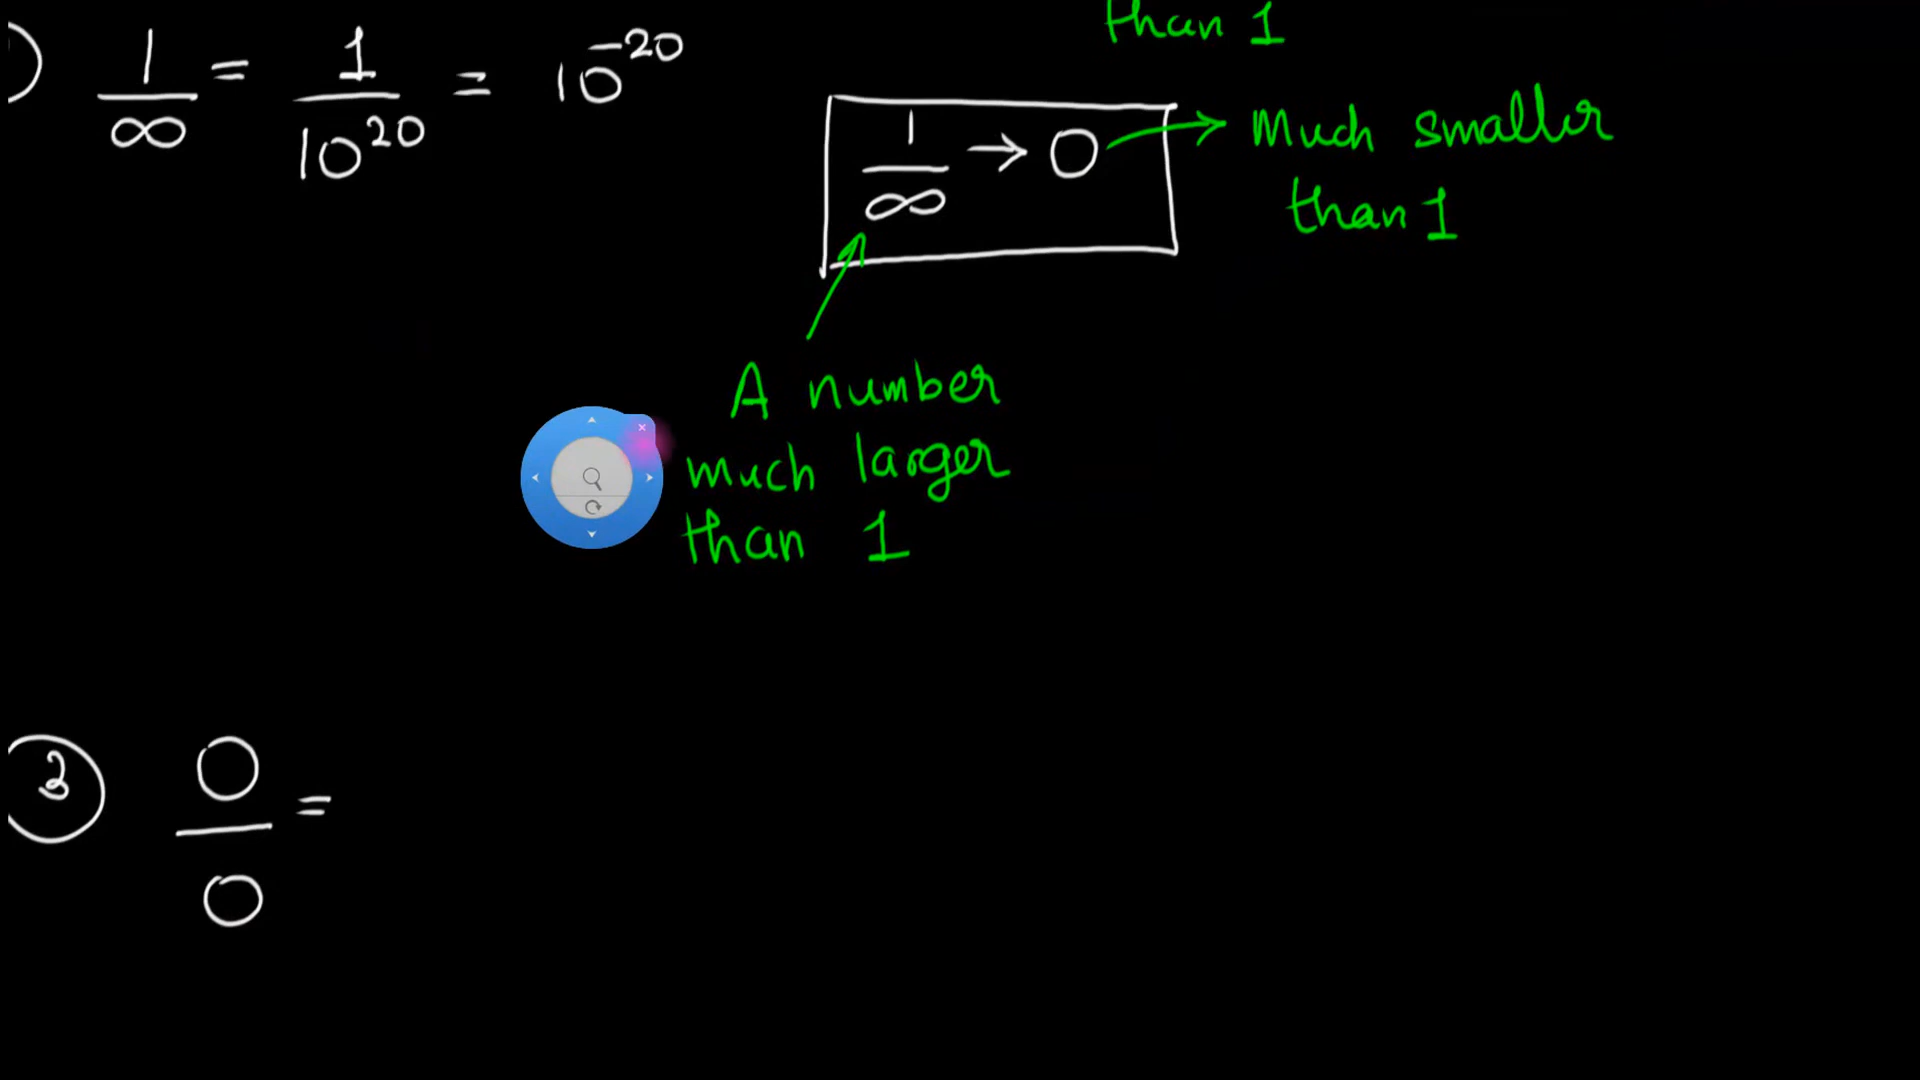 than 1
1/∞ = 1/10^20 = 10^-20
1/∞ → 0 → Much smaller
than 1
A number
much larger
than 1
③ 0/0 =